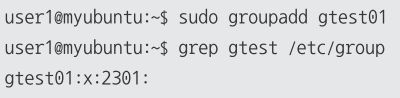 user1@myubuntu:~$ sudo groupadd gtest01
user1@myubuntu:~$ grep gtest /etc/group
gtest01:x:2301: